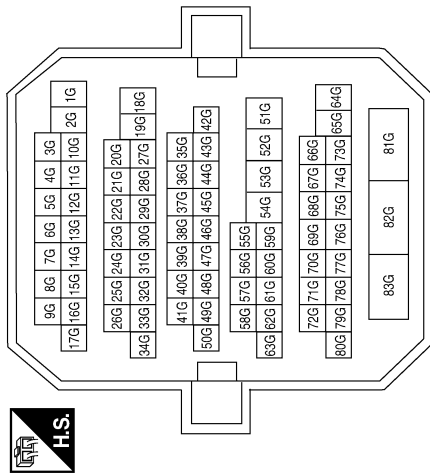 H.S.
9G 8G 7G 6G 5G 4G 3G
17G 16G 15G 14G 13G 12G 11G 10G 2G 1G
26G 25G 24G 23G 22G 21G 20G
34G 33G 32G 31G 30G 29G 28G 27G 19G 18G
41G 40G 39G 38G 37G 36G 35G
50G 49G 48G 47G 46G 45G 44G 43G 42G
58G 57G 56G 55G
63G 62G 61G 60G 59G 54G 53G 52G 51G
72G 71G 70G 69G 68G 67G 66G
80G 79G 78G 77G 76G 75G 74G 73G 65G 64G
83G 82G 81G